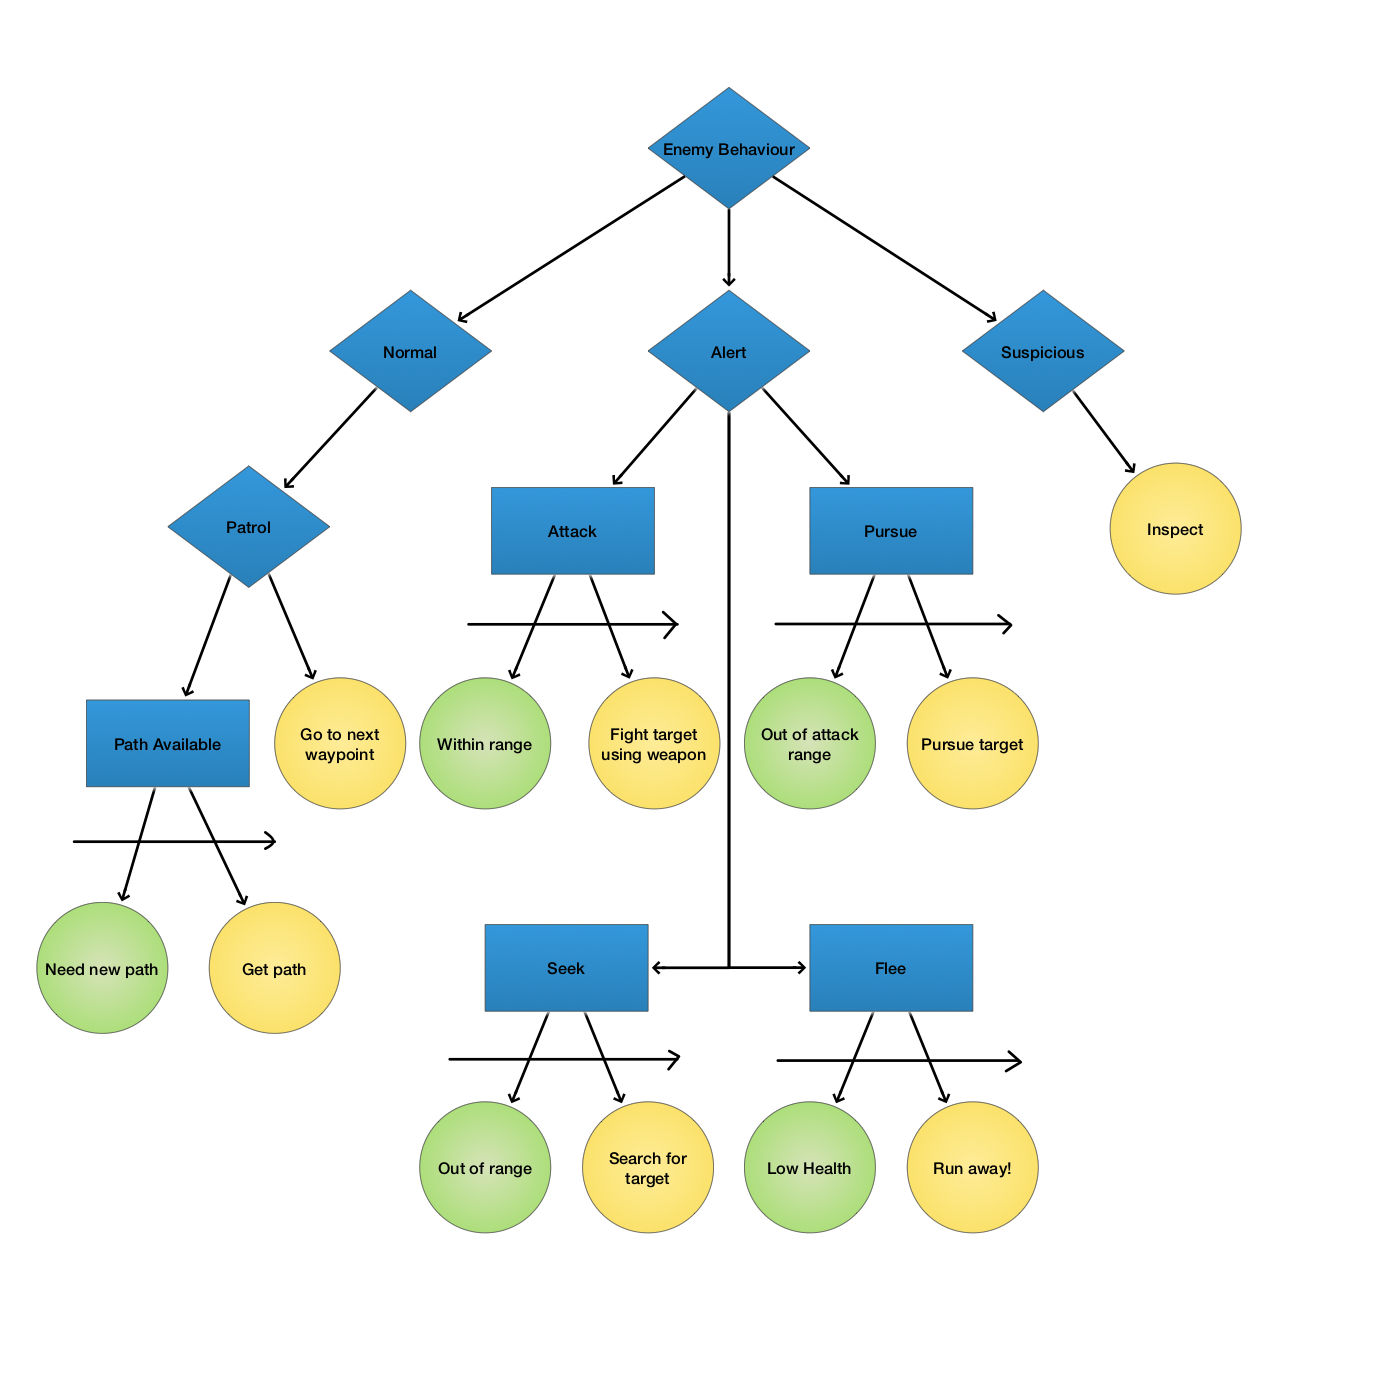 Enemy Behaviour
Normal
Alert
Suspicious
Patrol
Attack
Pursue
Inspect
Path Available
Go to next
waypoint
Within range
Fight target
using weapon
Out of attack
range
Pursue target
Need new path
Get path
Seek
Flee
Out of range
Search for
target
Low Health
Run away!